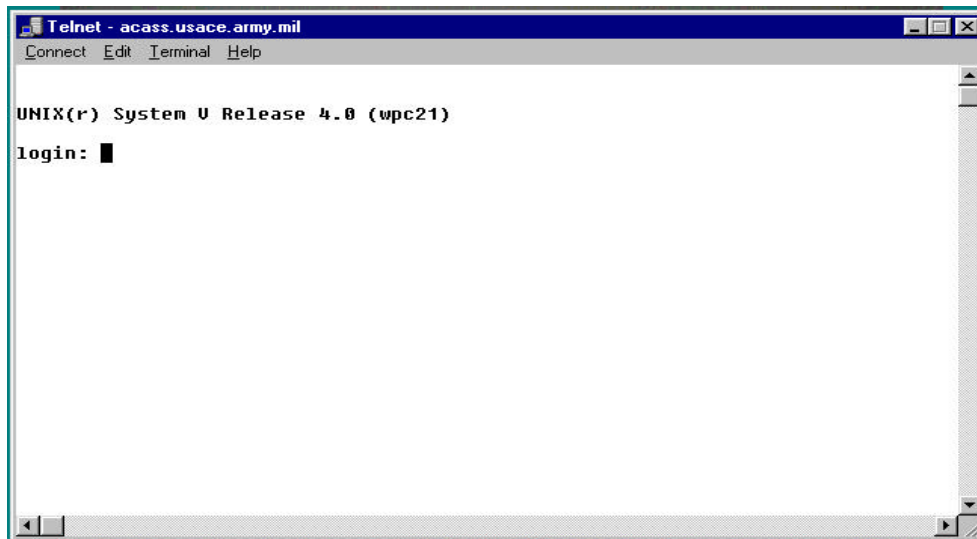 Telnet - acass.usace.army.mil
Connect Edit Terminal Help
UNIX(r) System V Release 4.0 (wpc21)
login: